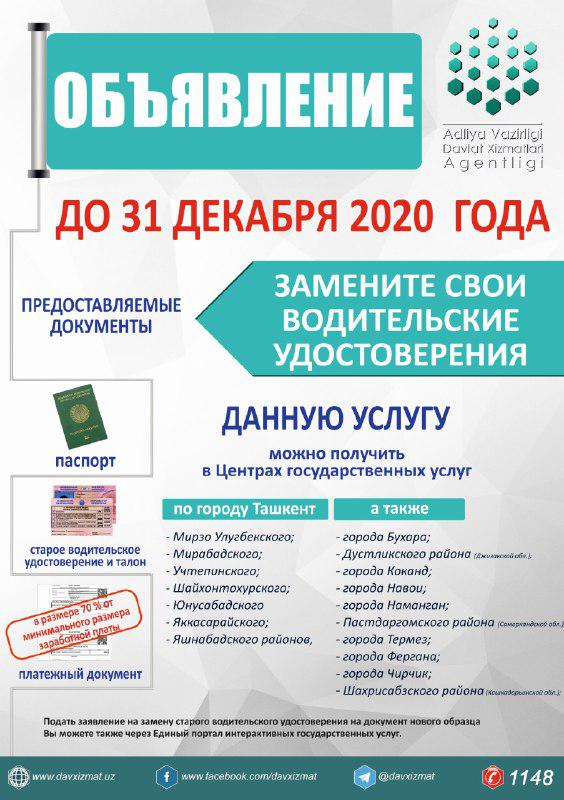 ОБЪЯВЛЕНИЕ
Adliya Vazirligi
Davlat Xizmatlari
Agentligi
ДО 31 ДЕКАБРЯ 2020 ГОДА
ПРЕДОСТАВЛЯЕМЫЕ
ДОКУМЕНТЫ
ЗАМЕНИТЕ СВОИ
ВОДИТЕЛЬСКИЕ
УДОСТОВЕРЕНИЯ
паспорт
старое водительское
удостоверение и талон
в размере 70 % от
минимального размера
заработной платы
платежный документ
ДАННУЮ УСЛУГУ
можно получить
в Центрах государственных услуг
по городу Ташкент
- Мирзо Улугбекского;
- Мирабадского;
- Учтепинского;
- Шайхонтохурского;
- Юнусабадского
- Яккасарайского;
- Яшнабадского районов,
а также
- города Бухара;
- Дустликского района (Джизакской обл.);
- города Коканд;
- города Навои;
- города Наманган;
- Пастдаргомского района (Самаркандской обл.);
- города Термез;
- города Фергана;
- города Чирчик;
- Шахрисабзского района (Кашкадарьинской обл.);
Подать заявление на замену старого водительского удостоверения на документ нового образца
Вы можете также через Единый портал интерактивных государственных услуг.
www.davxizmat.uz
www.facebook.com/davxizmat
@davxizmat
1148